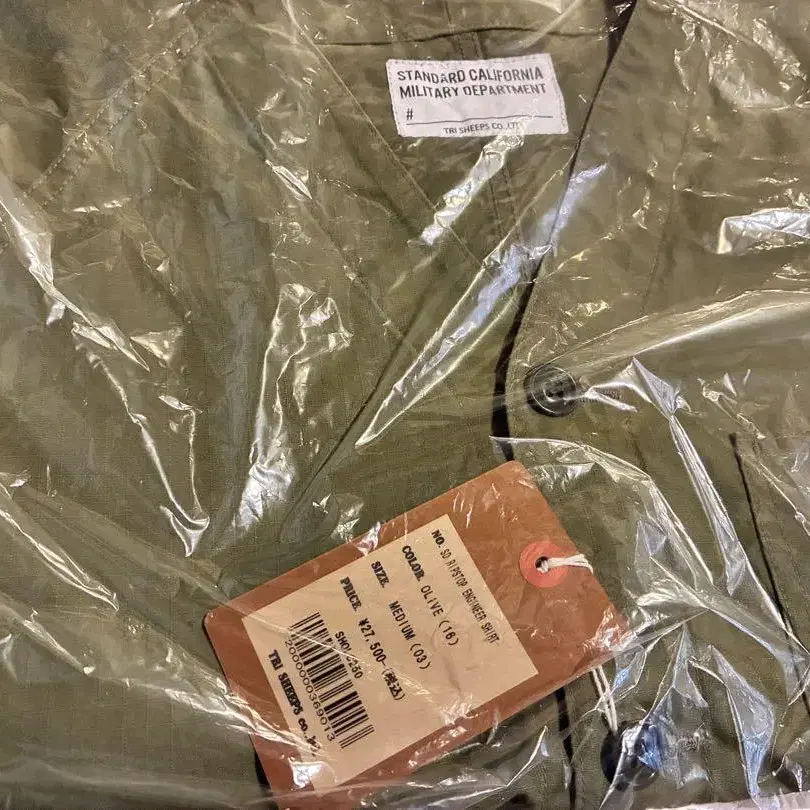 STANDARD CALIFORNIA
MILITARY DEPARTMENT
#
TRI SHEEPS CO.,LTD
NO. SD RIPSTOP ENGINEER SHIRT
COLOR OLIVE (16)
SIZE. MEDIUM (03)
PRICE ¥27,500-(税込)
2000000369013
TRI SHEEPS co.,